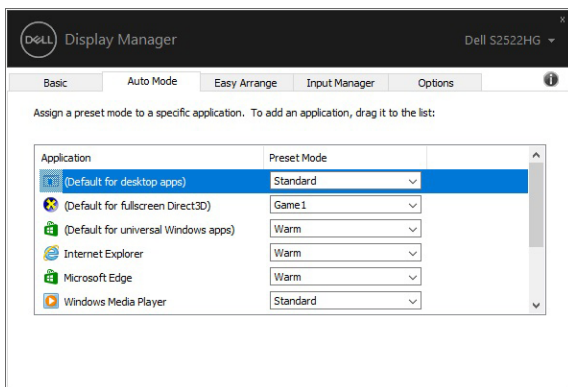 DELL Display Manager Dell S2522HG
Basic Auto Mode Easy Arrange Input Manager Options
Assign a preset mode to a specific application. To add an application, drag it to the list:
Application Preset Mode
(Default for desktop apps) Standard
(Default for fullscreen Direct3D) Game1
(Default for universal Windows apps) Warm
Internet Explorer Warm
Microsoft Edge Warm
Windows Media Player Standard